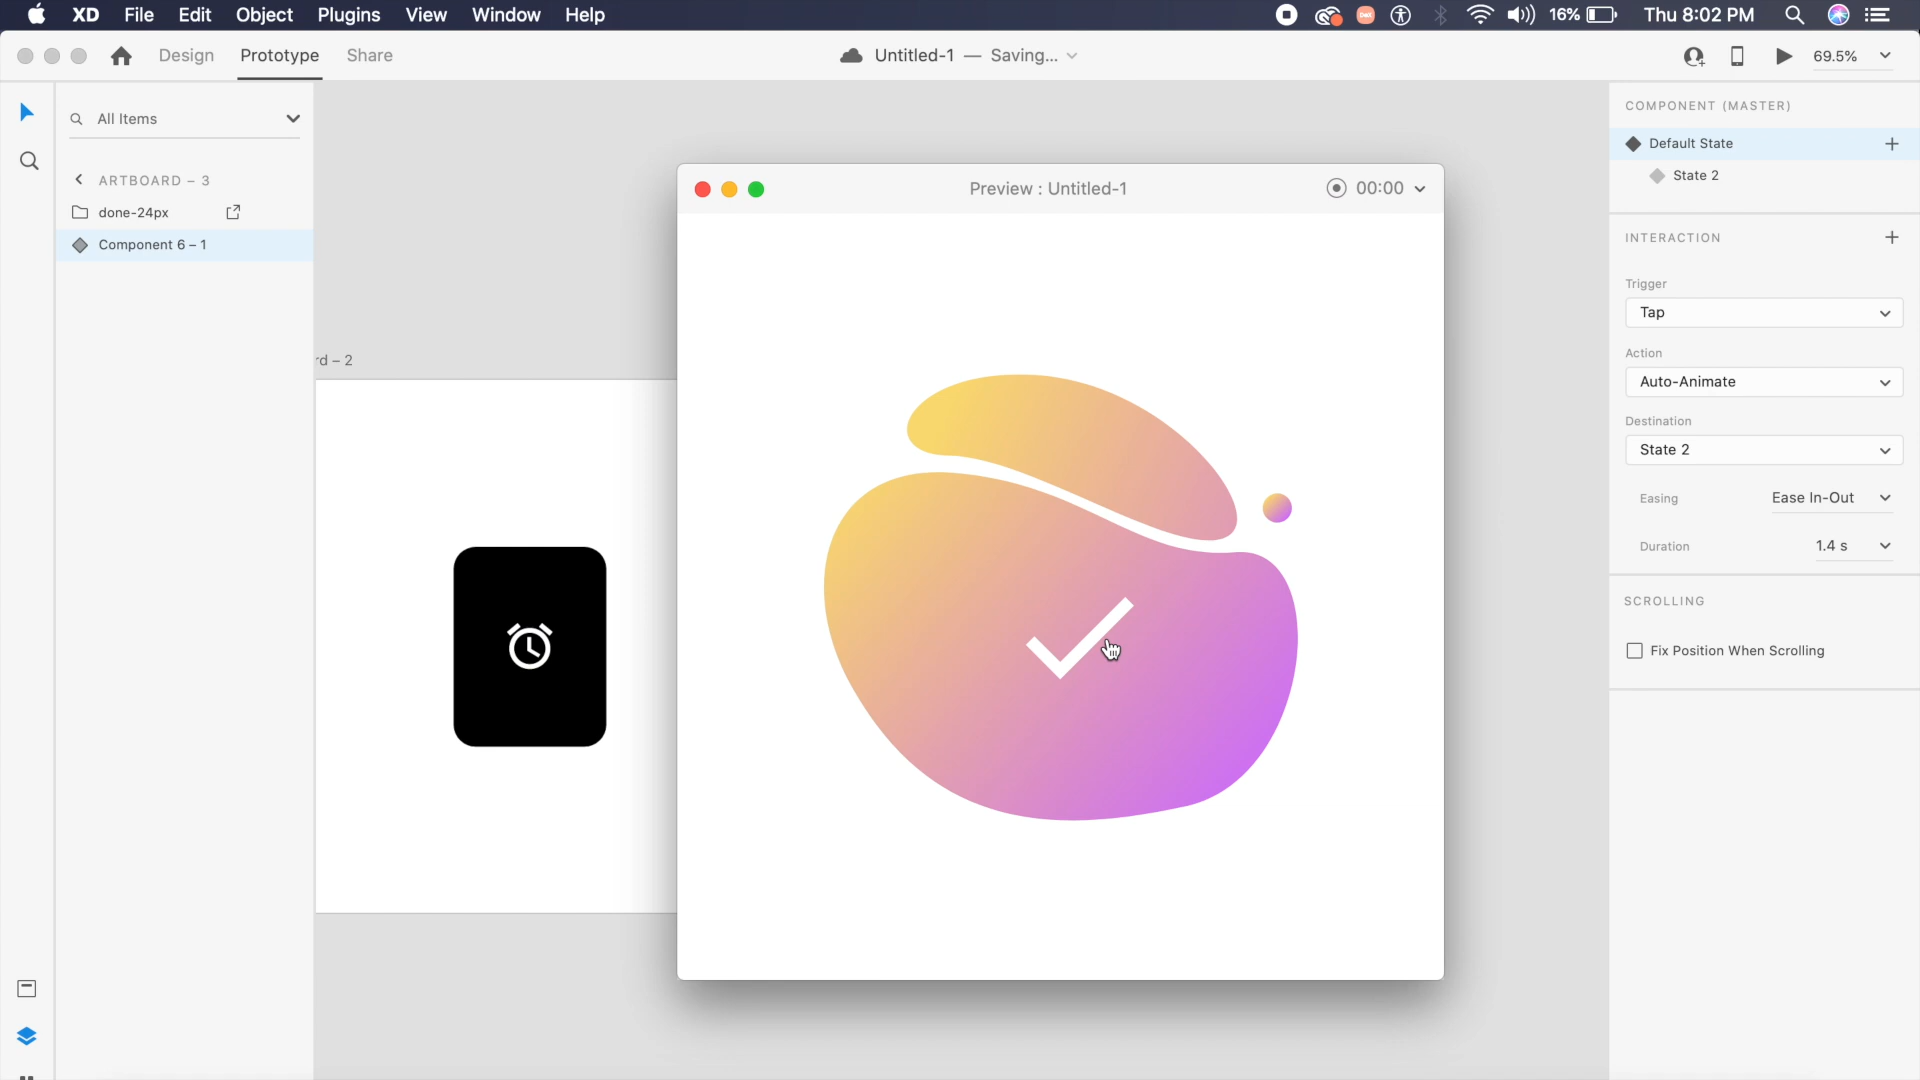 XD File Edit Object Plugins View Window Help
16% Thu 8:02 PM
Design Prototype Share
Untitled-1 — Saving...
69.5%
All Items
ARTBOARD – 3
done-24px
Component 6 – 1
rd – 2
Preview : Untitled-1
00:00
COMPONENT (MASTER)
Default State
State 2
INTERACTION
Trigger
Tap
Action
Auto-Animate
Destination
State 2
Easing Ease In-Out
Duration 1.4 s
SCROLLING
Fix Position When Scrolling